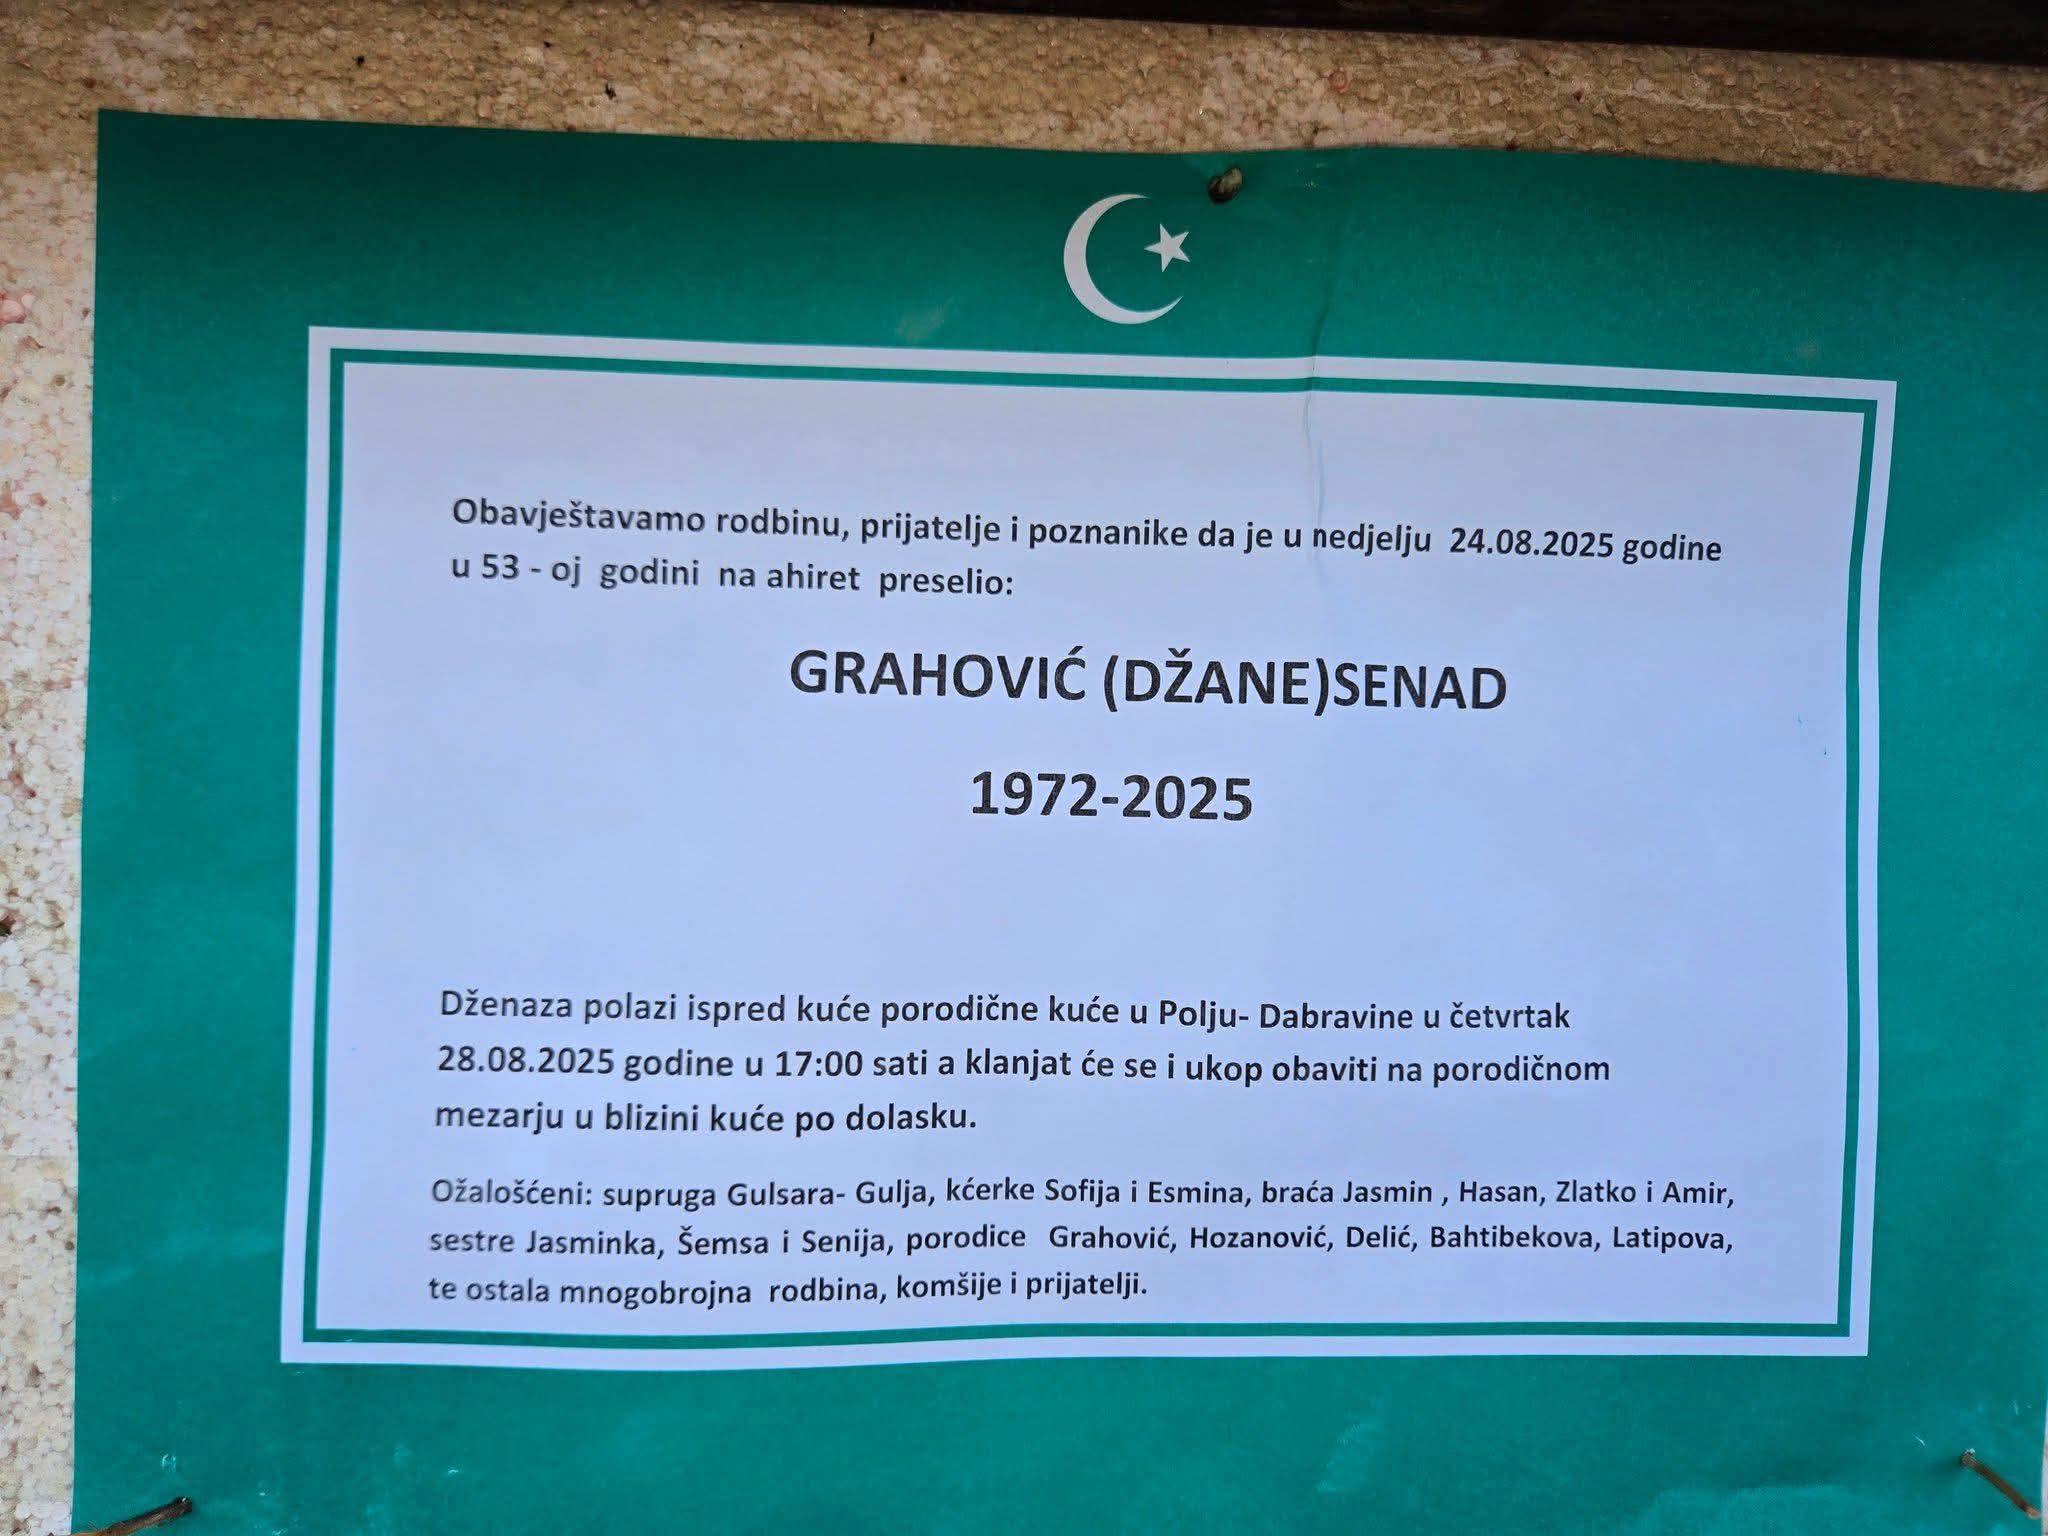 Obavještavamo rodbinu, prijatelje i poznanike da je u nedjelju 24.08.2025 godine
u 53 - oj godini na ahiret preselio:
GRAHOVIĆ (DŽANE)SENAD
1972-2025
Dženaza polazi ispred kuće porodične kuće u Polju- Dabravine u četvrtak
28.08.2025 godine u 17:00 sati a klanjat će se i ukop obaviti na porodičnom
mezarju u blizini kuće po dolasku.
Ožalošćeni: supruga Gulsara- Gulja, kćerke Sofija i Esmina, braća Jasmin , Hasan, Zlatko i Amir,
sestre Jasminka, Šemsa i Senija, porodice Grahović, Hozanović, Delić, Bahtibekova, Latipova,
te ostala mnogobrojna rodbina, komšije i prijatelji.